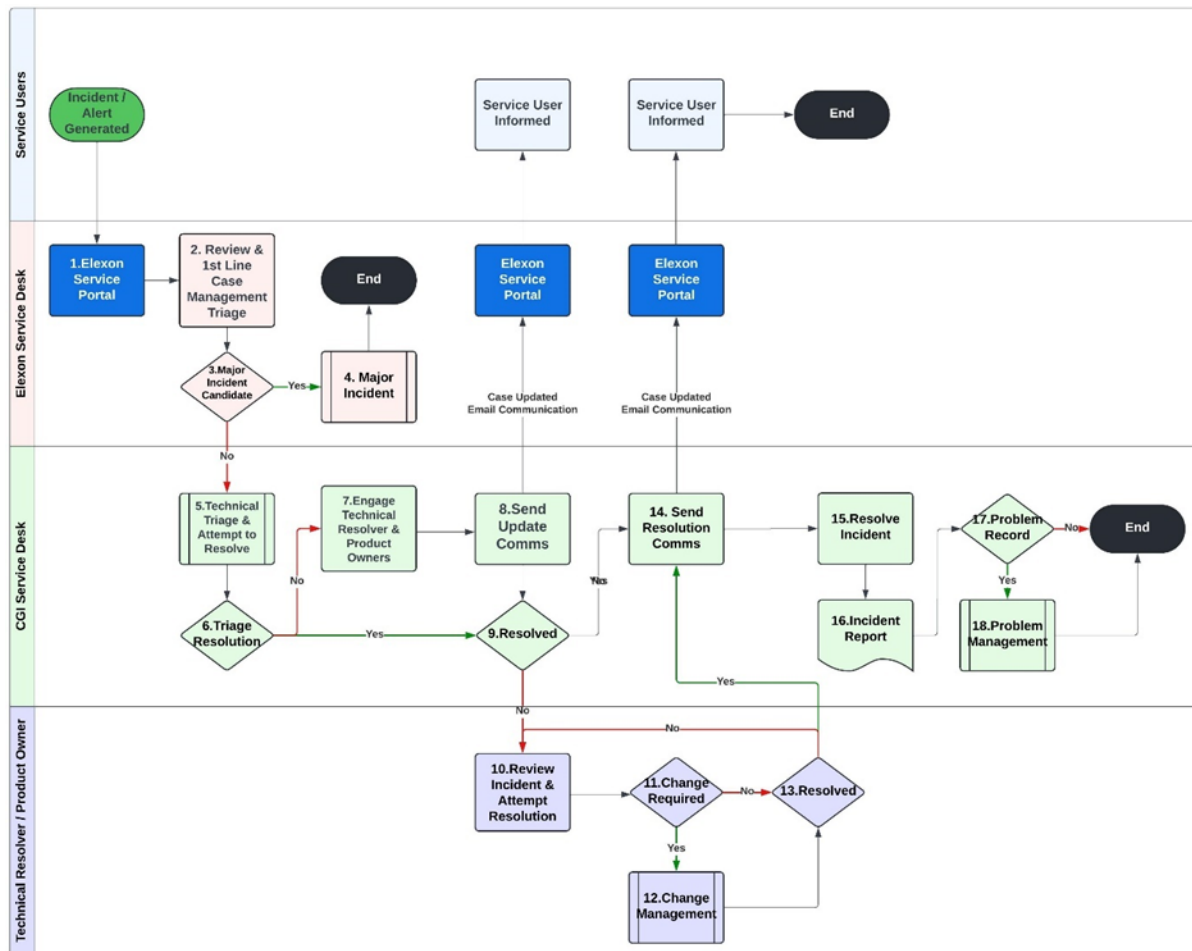 Service Users
Incident /
Alert
Generated
Service User
Informed
Service User
Informed
End
Elexon Service Desk
1.Elexon
Service
Portal
2. Review &
1st Line
Case
Management
Triage
End
Elexon
Service
Portal
Elexon
Service
Portal
3.Major
Incident
Candidate
Yes
4. Major
Incident
Case Updated
Email Communication
Case Updated
Email Communication
No
CGI Service Desk
5.Technical
Triage &
Attempt to
Resolve
7.Engage
Technical
Resolver &
Product
Owners
8.Send
Update
Comms
14. Send
Resolution
Comms
15.Resolve
Incident
17.Problem
Record
No
End
No
Yes
6.Triage
Resolution
Yes
9.Resolved
16.Incident
Report
18.Problem
Management
Yes
No
Technical Resolver / Product Owner
No
10.Review
Incident &
Attempt
Resolution
11.Change
Required
No
13.Resolved
Yes
12.Change
Management